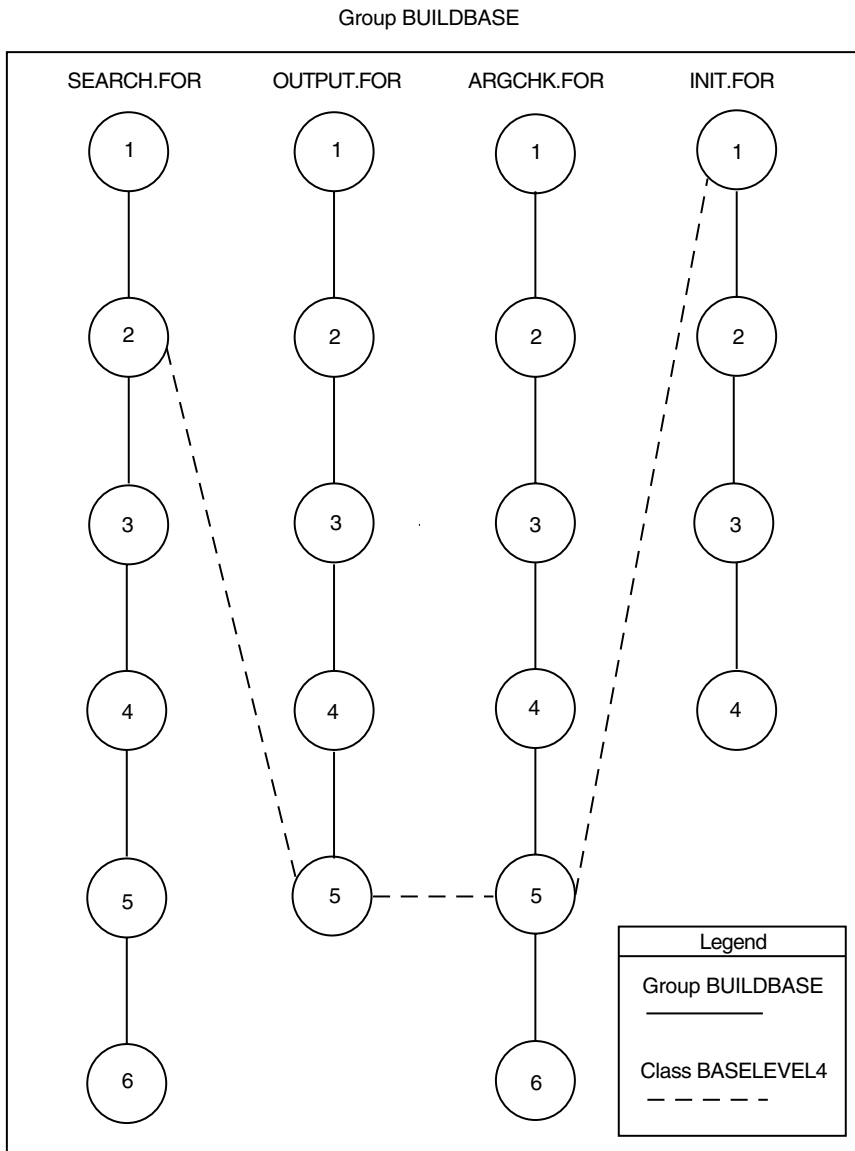 Group BUILDBASE
SEARCH.FOR OUTPUT.FOR ARGCHK.FOR INIT.FOR
1 1 1 1
2 2 2 2
3 3 3 3
4 4 4 4
5 5 5
6 6
Legend
Group BUILDBASE
Class BASELEVEL4